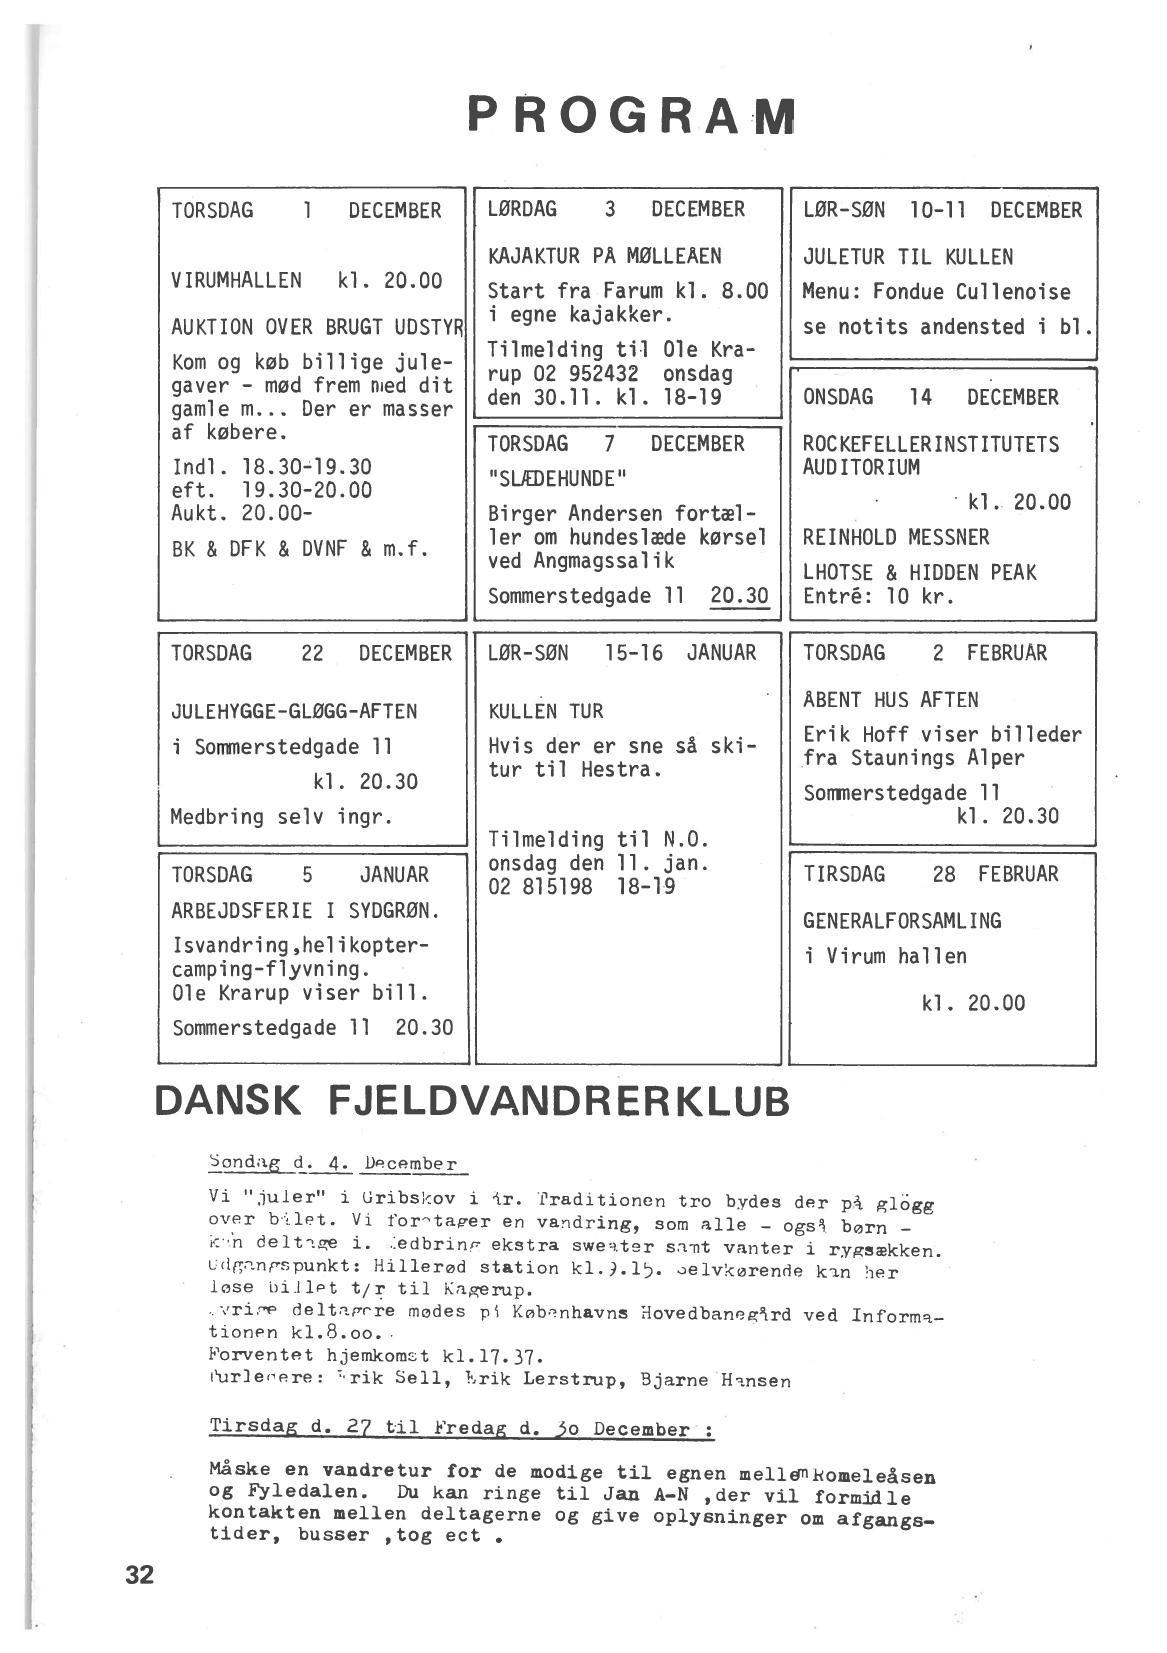 PROGRAM
TORSDAG 1 DECEMBER
VIRUMHALLEN kl. 20.00
AUKTION OVER BRUGT UDSTYR
Kom og køb billige jule-
gaver - mød frem med dit
gamle m... Der er masser
af købere.
Indl. 18.30-19.30
eft. 19.30-20.00
Aukt. 20.00-
BK & DFK & DVNF & m.f.
LØRDAG 3 DECEMBER
KAJAKTUR PÅ MØLLEÅEN
Start fra Farum kl. 8.00
i egne kajakker.
Tilmelding til Ole Kra-
rup 02 952432 onsdag
den 30.11. kl. 18-19
TORSDAG 7 DECEMBER
"SLÆDEHUNDE"
Birger Andersen fortæl-
ler om hundeslæde kørsel
ved Angmagssalik
Sommerstedgade 11 20.30
LØR-SØN 10-11 DECEMBER
JULETUR TIL KULLEN
Menu: Fondue Cullenoise
se notits andensted i bl.
ONSDAG 14 DECEMBER
ROCKEFELLERINSTITUTETS
AUDITORIUM
kl. 20.00
REINHOLD MESSNER
LHOTSE & HIDDEN PEAK
Entré: 10 kr.
TORSDAG 22 DECEMBER
JULEHYGGE-GLØGG-AFTEN
i Sommerstedgade 11
kl. 20.30
Medbring selv ingr.
TORSDAG 5 JANUAR
ARBEJDSFERIE I SYDGRØN.
Isvandring,helikopter-
camping-flyvning.
Ole Krarup viser bill.
Sommerstedgade 11 20.30
LØR-SØN 15-16 JANUAR
KULLEN TUR
Hvis der er sne så ski-
tur til Hestra.
Tilmelding til N.O.
onsdag den 11. jan.
02 815198 18-19
TORSDAG 2 FEBRUAR
ÅBENT HUS AFTEN
Erik Hoff viser billeder
fra Staunings Alper
Sommerstedgade 11
kl. 20.30
TIRSDAG 28 FEBRUAR
GENERALFORSAMLING
i Virum hallen
kl. 20.00
DANSK FJELDVANDRERKLUB
Søndag d. 4. December
Vi "juler" i Gribskov i år. Traditionen tro bydes der på glögg
over bålet. Vi foretager en vandring, som alle - også børn -
kan deltage i. Medbring ekstra sweater samt vanter i rygsækken.
Udgangspunkt: Hillerød station kl.9.15. Selvkørende kan her
løse billet t/r til Kagerup.
Øvrige deltagere mødes på Københavns Hovedbanegård ved Informa-
tionen kl.8.oo.
Forventet hjemkomst kl.17.37.
Turledere: Erik Sell, Erik Lerstrup, Bjarne Hansen
Tirsdag d. 27 til Fredag d. 30 December :
Måske en vandretur for de modige til egnen mellem Romeleåsen
og Fyledalen. Du kan ringe til Jan A-N ,der vil formidle
kontakten mellen deltagerne og give oplysninger om afgangs-
tider, busser ,tog ect .
32